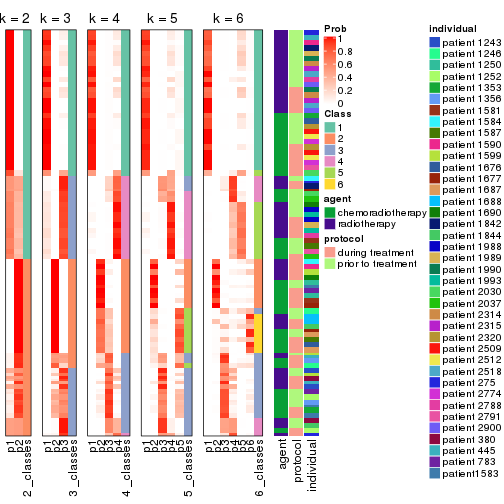 k = 2 k = 3 k = 4 k = 5 k = 6
Prob
1
0.8
0.6
0.4
0.2
0
Class
1
2
3
4
5
6
agent
chemoradiotherapy
radiotherapy
protocol
during treatment
prior to treatment
individual
patient 1243
patient 1246
patient 1250
patient 1252
patient 1353
patient 1356
patient 1581
patient 1584
patient 1587
patient 1590
patient 1599
patient 1676
patient 1677
patient 1687
patient 1688
patient 1690
patient 1842
patient 1844
patient 1988
patient 1989
patient 1990
patient 1993
patient 2030
patient 2037
patient 2314
patient 2315
patient 2320
patient 2509
patient 2512
patient 2518
patient 275
patient 2774
patient 2788
patient 2791
patient 2900
patient 380
patient 445
patient 783
patient1583
p1 p2 2_classes
p1 p2 p3 3_classes
p1 p2 p3 p4 4_classes
p1 p2 p3 p4 p5 5_classes
p1 p2 p3 p4 p5 p6 6_classes
agent
protocol
individual